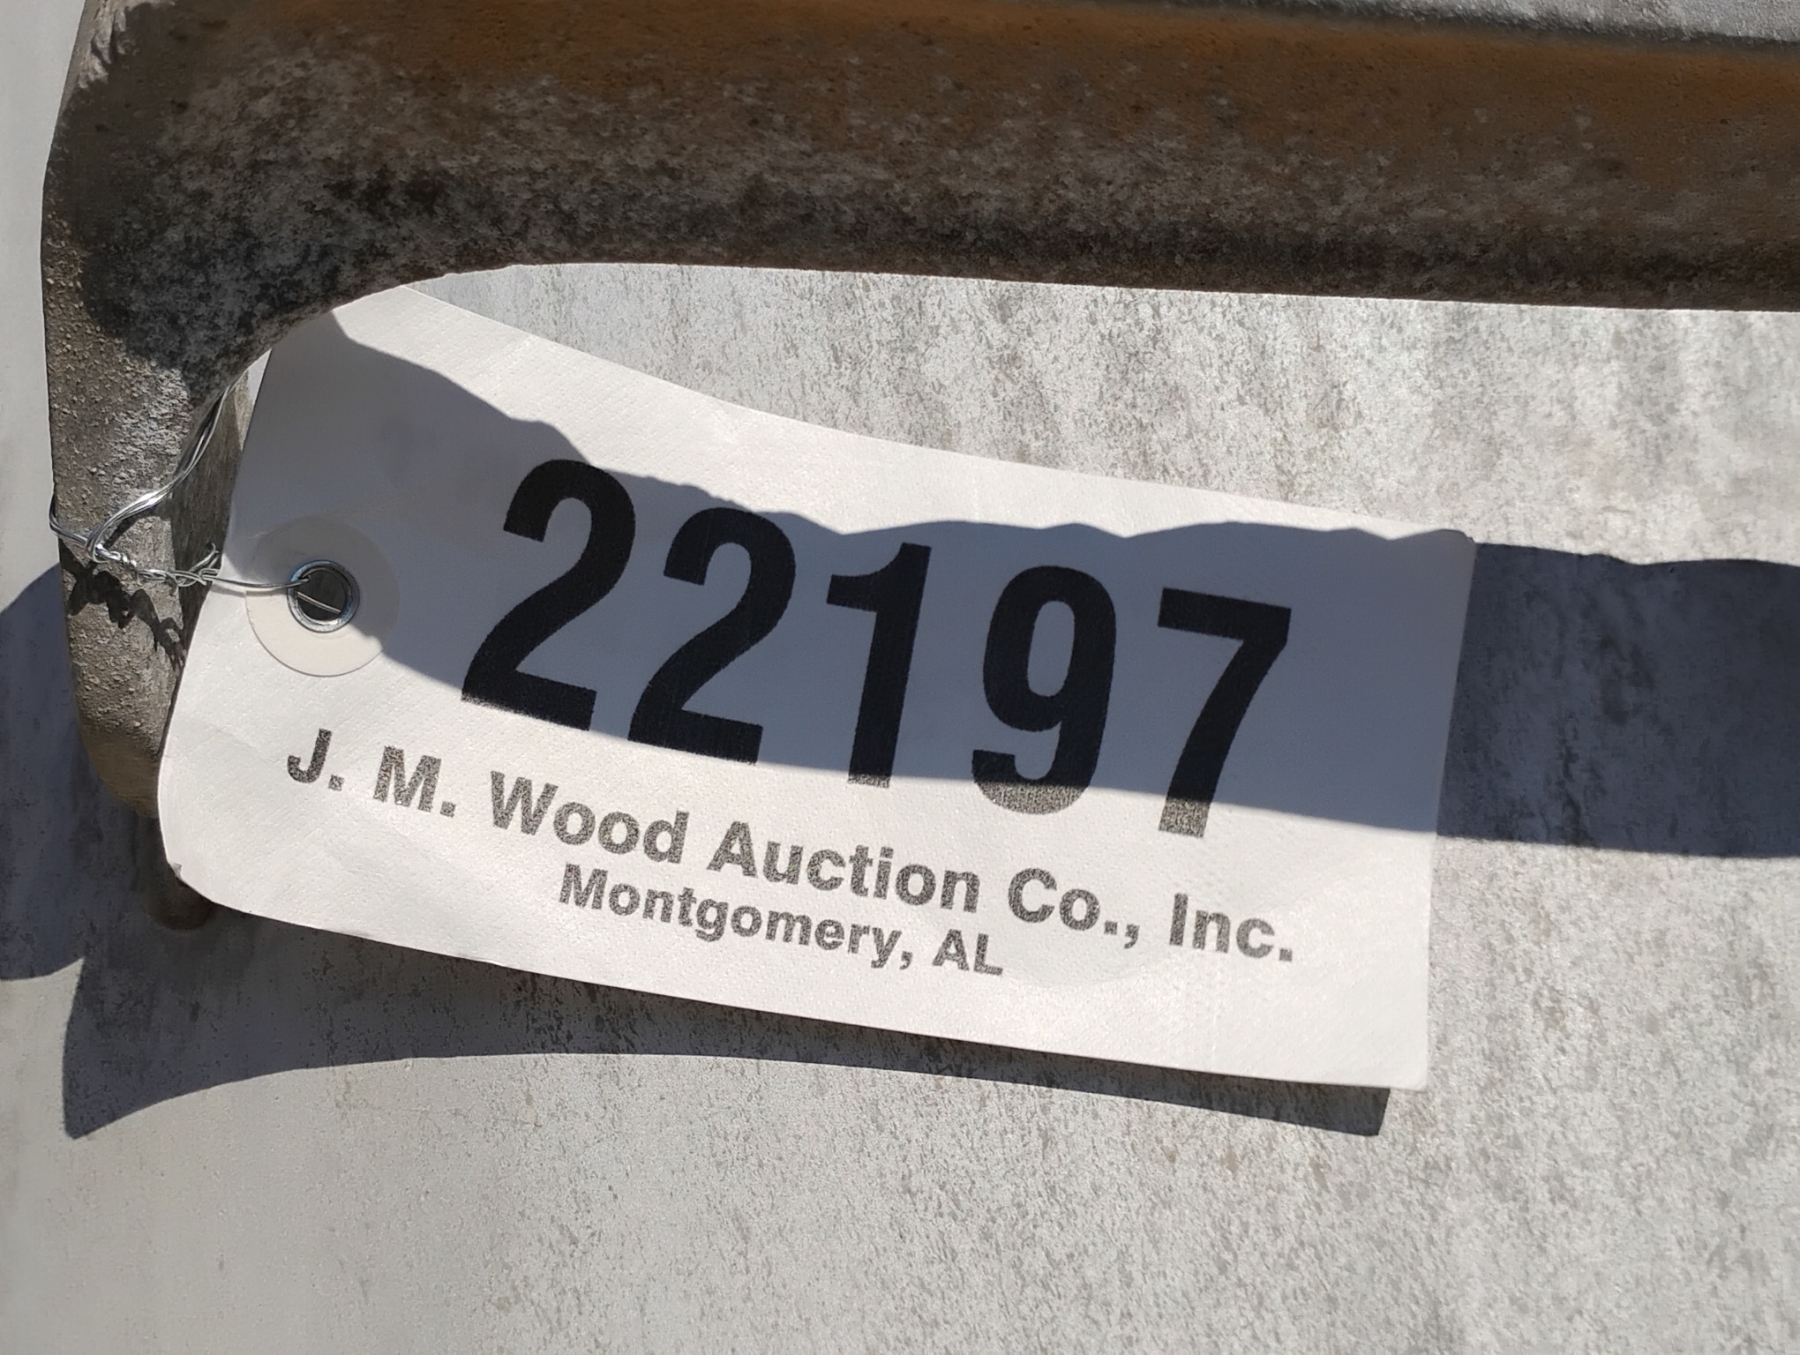 22197
J. M. Wood Auction Co., Inc.
Montgomery, AL